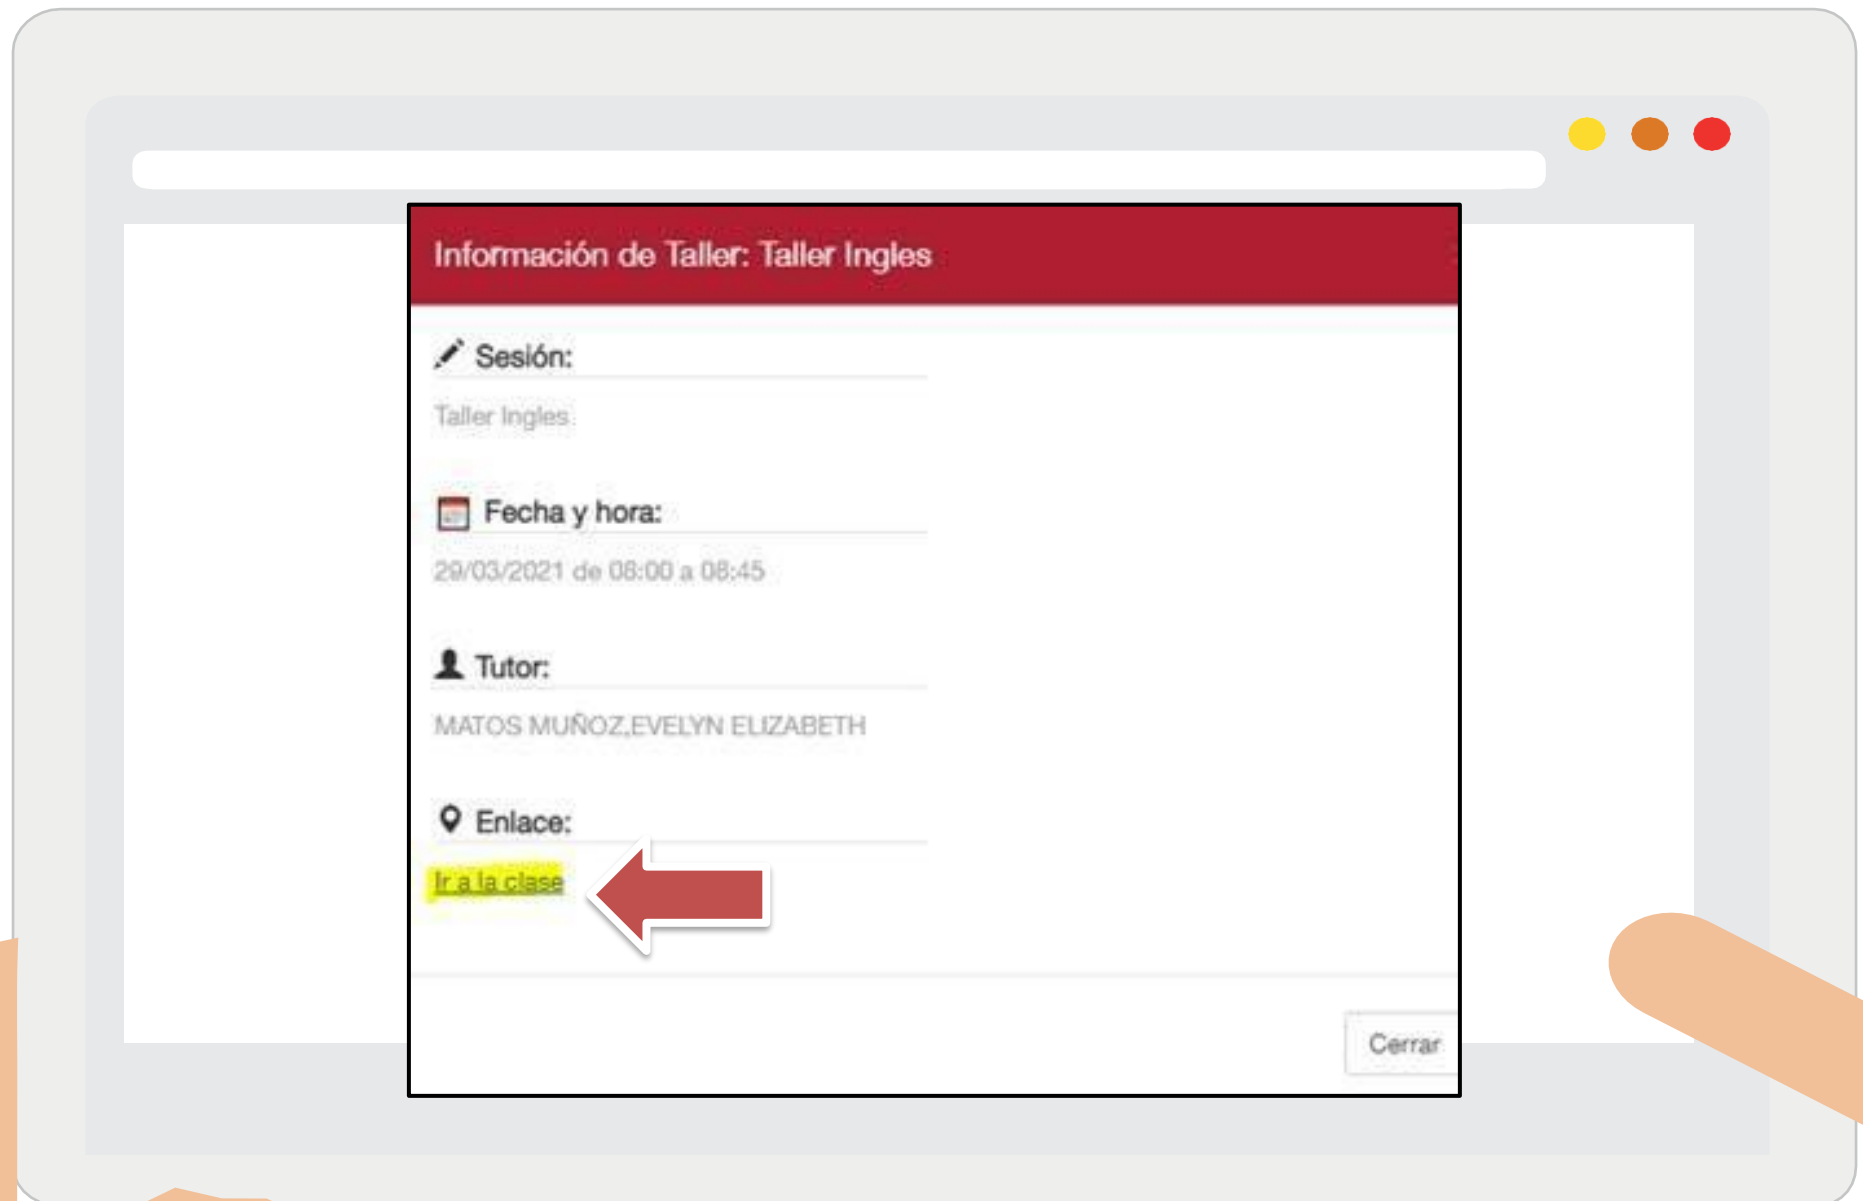 Información de Taller: Taller Ingles
Sesión:
Taller Ingles
Fecha y hora:
29/03/2021 de 08:00 a 08:45
Tutor:
MATOS MUÑOZ,EVELYN ELIZABETH
Enlace:
Ir a la clase
Cerrar